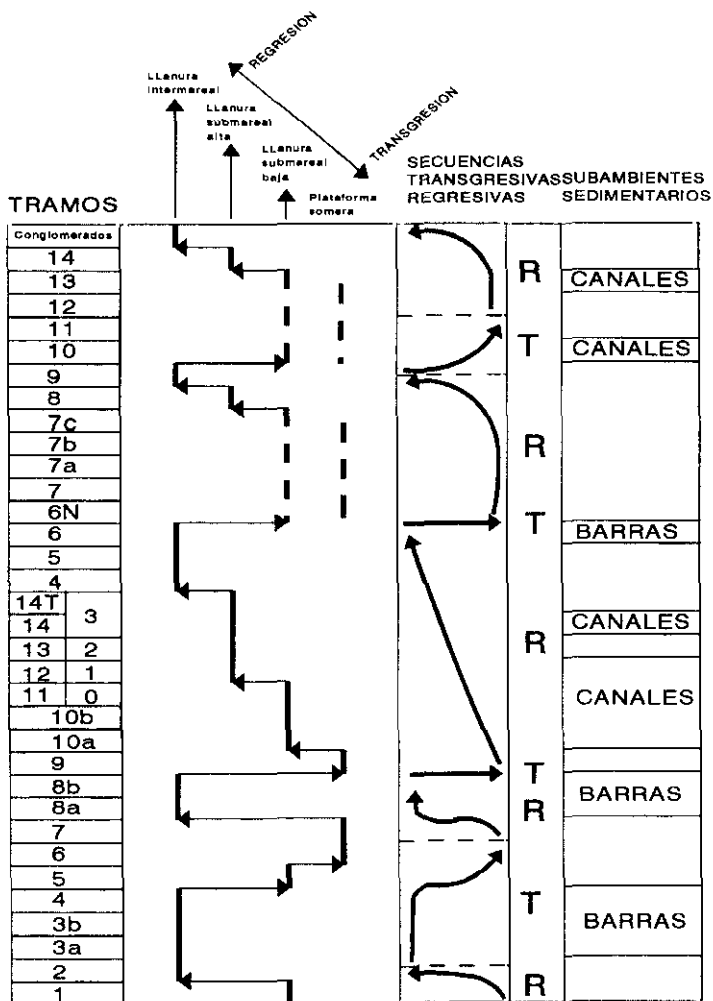 REGRESION
TRANSGRESION
LLanura
intermareal
LLanura
submareal
alta
LLanura
submareal
baja
Plataforma
somera
SECUENCIAS
TRANSGRESIVAS
REGRESIVAS
SUBAMBIENTES
SEDIMENTARIOS
TRAMOS
Conglomerados
14
13
12
11
10
9
8
7c
7b
7a
7
6N
6
5
4
14T
14
3
13 2
12 1
11 0
10b
10a
9
8b
8a
7
6
5
4
3b
3a
2
1
R
T
R
T
R
T
R
T
R
CANALES
CANALES
BARRAS
CANALES
CANALES
BARRAS
BARRAS